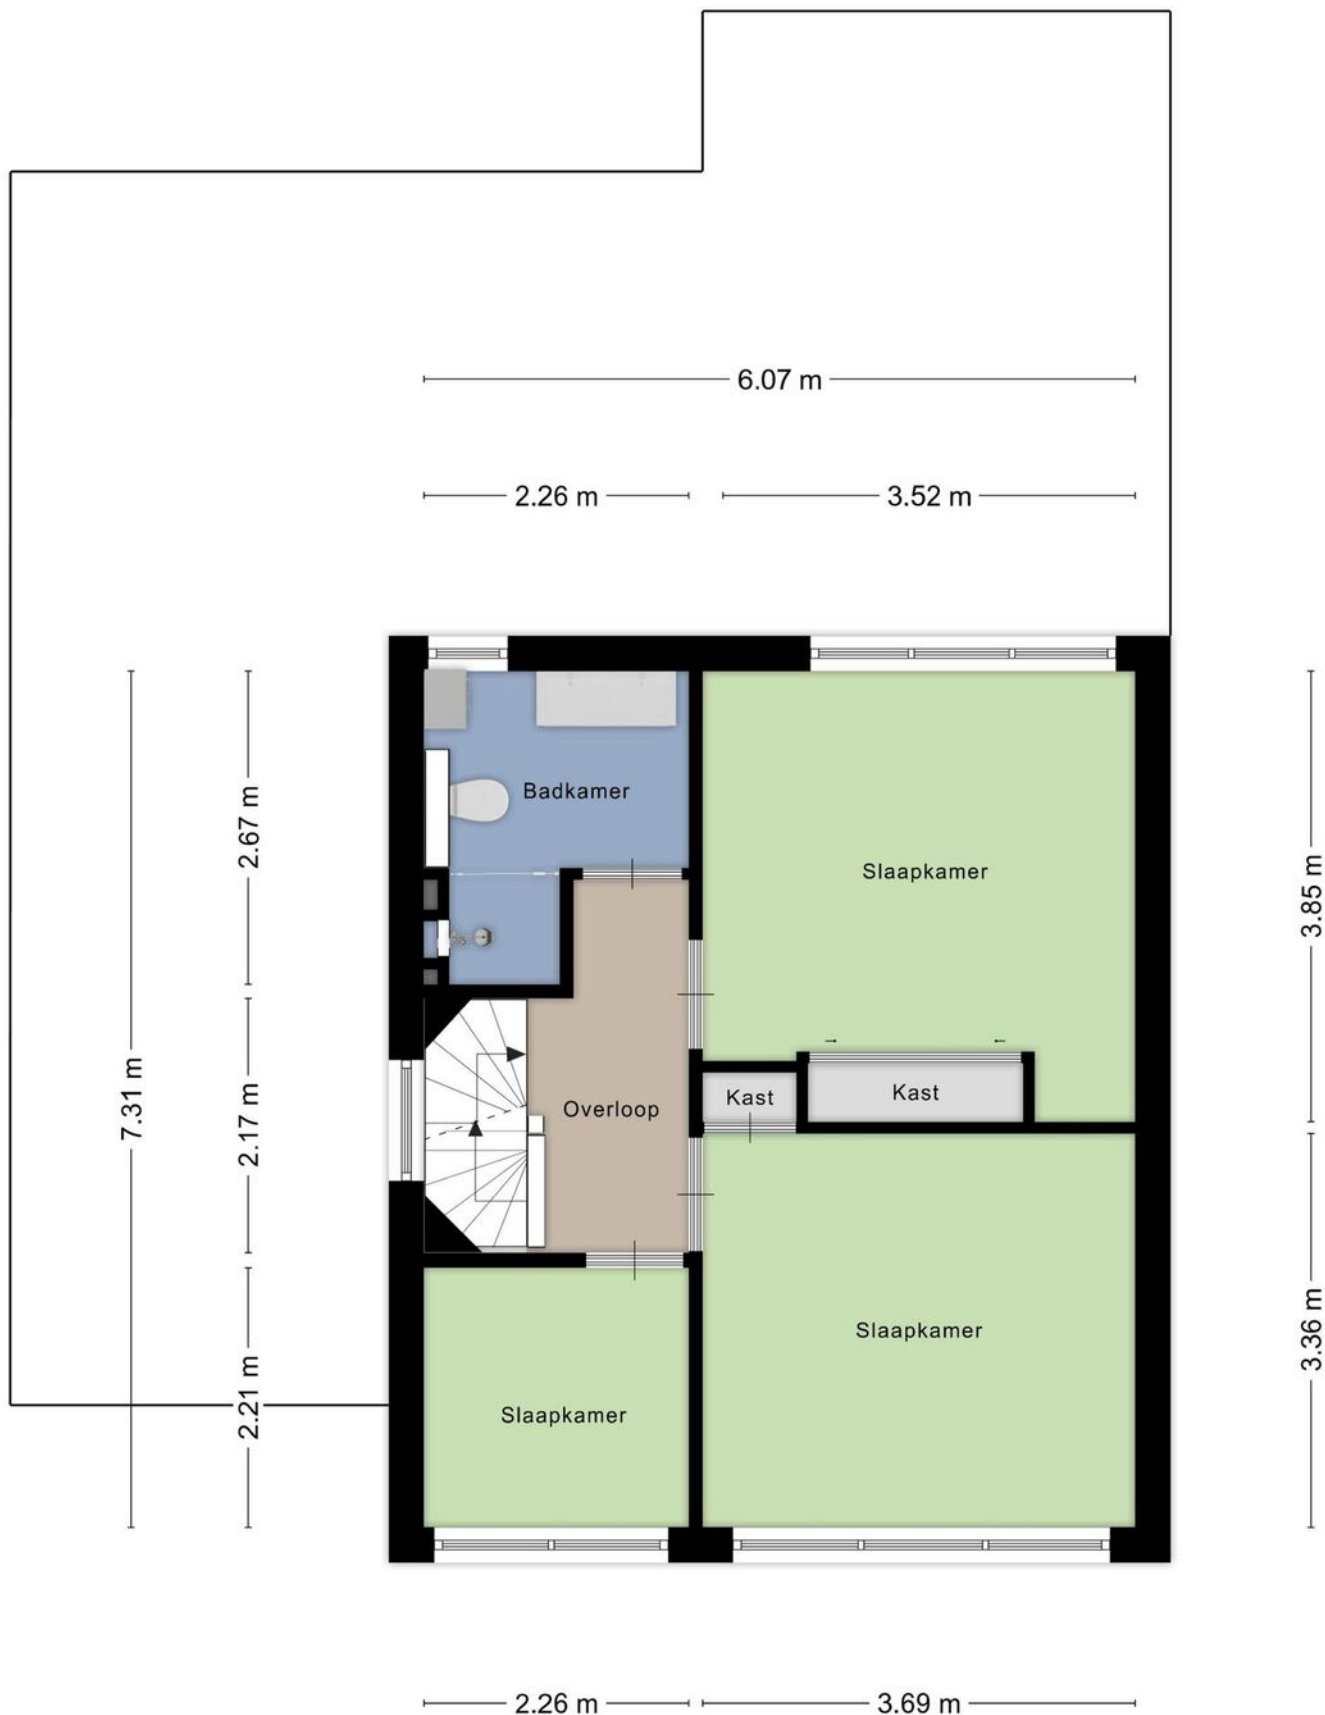 6.07 m
2.26 m
3.52 m
2.67 m
Badkamer
Slaapkamer
3.85 m
7.31 m
2.17 m
Overloop
Kast
Kast
2.21 m
Slaapkamer
Slaapkamer
3.36 m
2.26 m
3.69 m